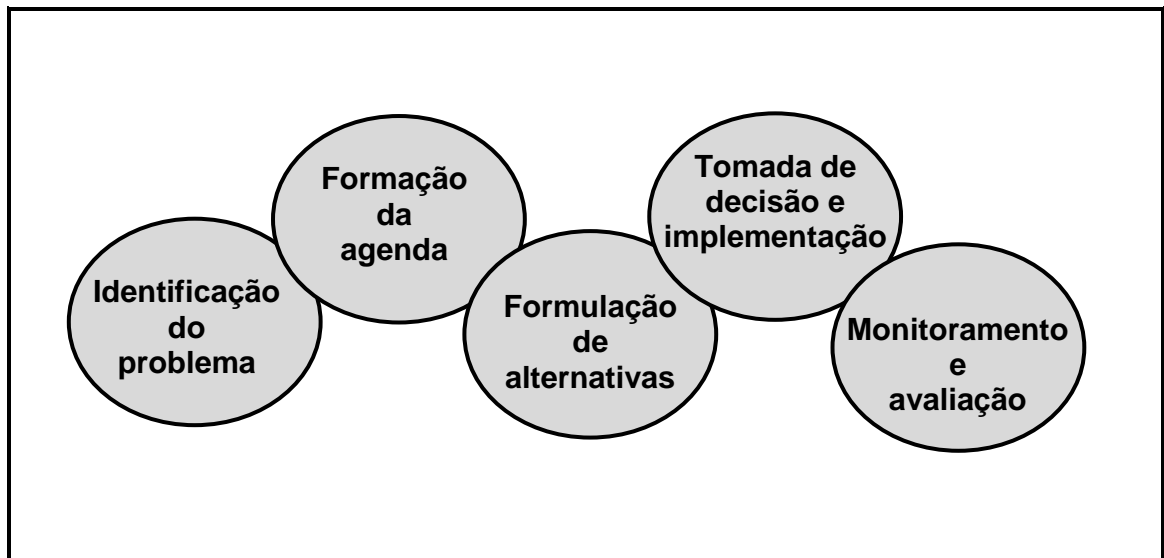 Identificação
do
problema
Formação
da
agenda
Formulação
de
alternativas
Tomada de
decisão e
implementação
Monitoramento
e
avaliação